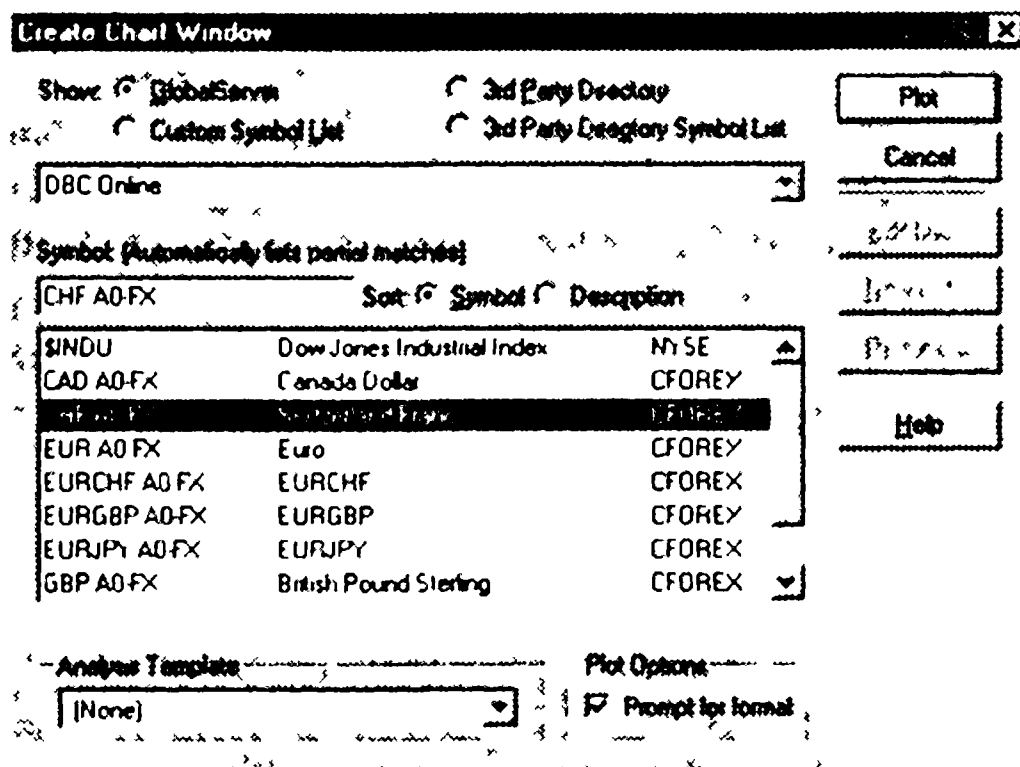 Create Chart Window
Show: GlobalServer 3rd Party Directory Plot
Custom Symbol List 3rd Party Directory Symbol List
Cancel
DBC Online
Symbol: (Automatically lists partial matches)
CHF A0-FX Sort: Symbol Description
$INDU Dow Jones Industrial Index NYSE
CAD A0-FX Canada Dollar CFOREX
EUR A0-FX Euro CFOREX
Help
EURCHF A0-FX EURCHF CFOREX
EURGBP A0-FX EURGBP CFOREX
EURJPY A0-FX EURJPY CFOREX
GBP A0-FX British Pound Sterling CFOREX
Analysis Template Plot Options
(None) Prompt for format